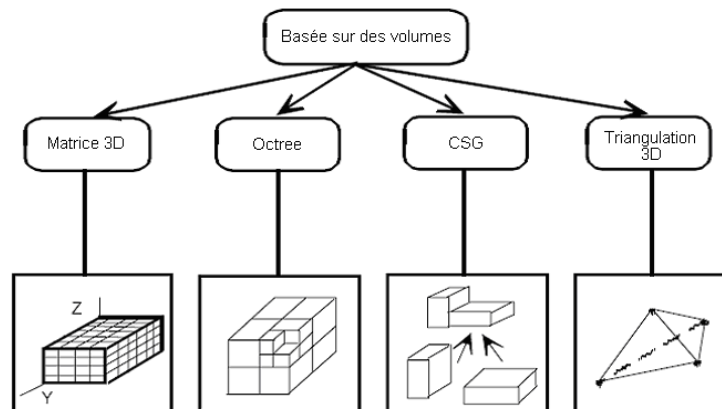 Basée sur des volumes
Matrice 3D
Octree
CSG
Triangulation
3D
Z
Y